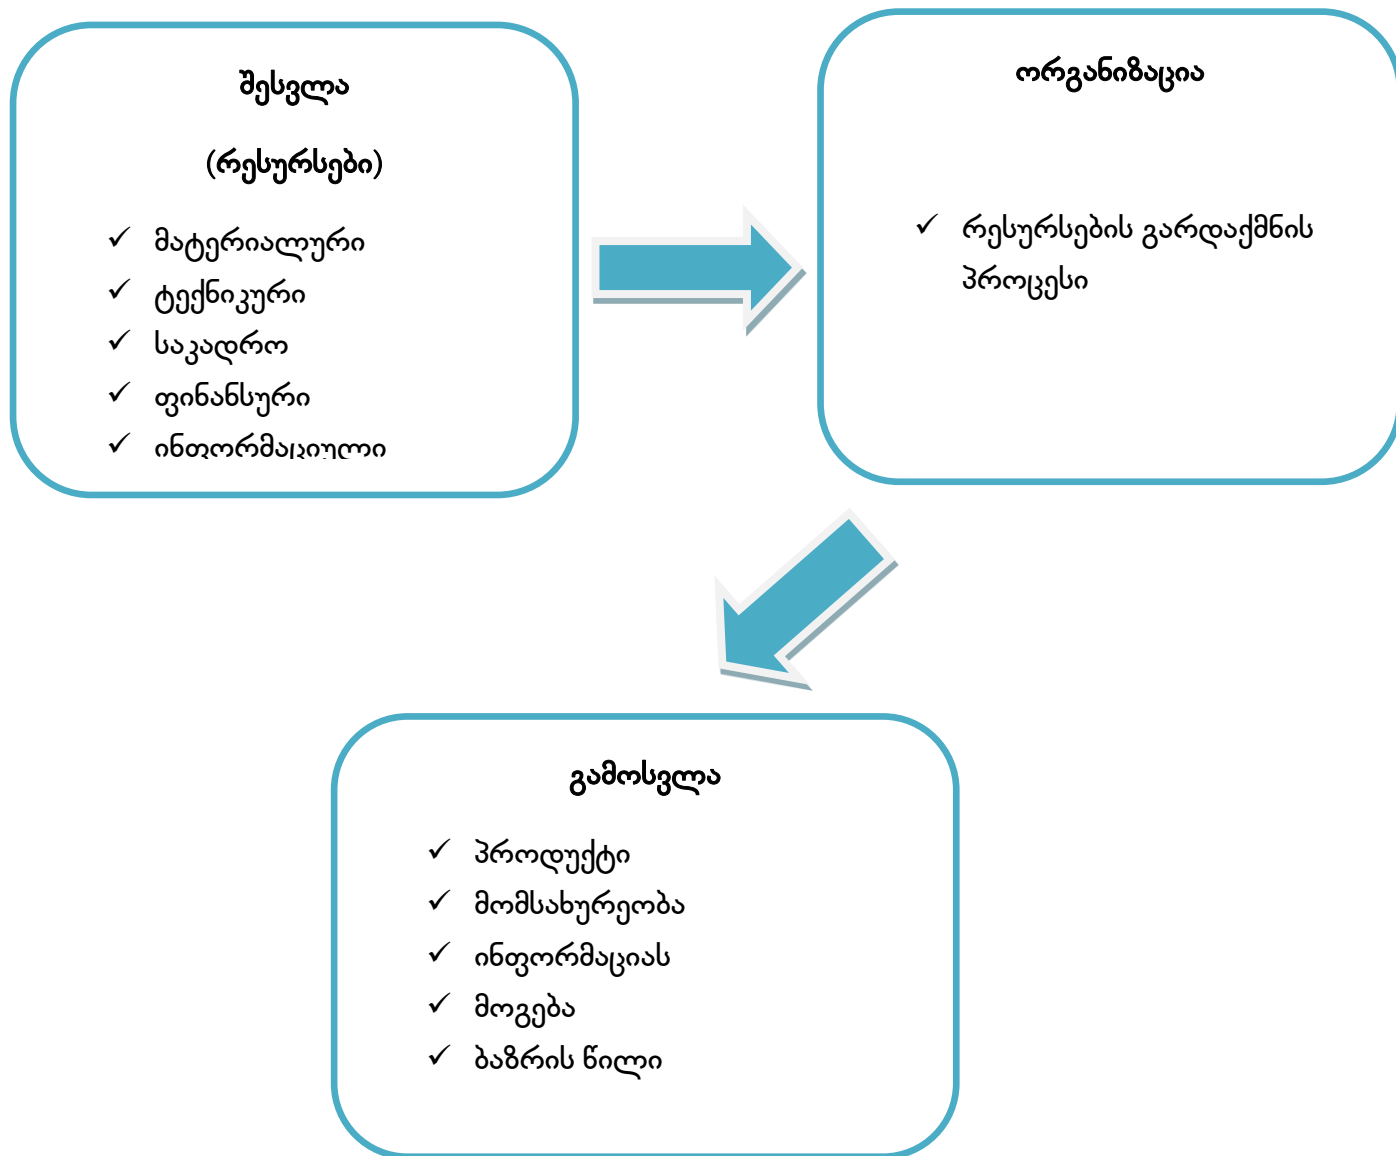 შესვლა
(რესურსები)
✓ მატერიალური
✓ ტექნიკური
✓ საკადრო
✓ ფინანსური
✓ ინფორმაციული
ორგანიზაცია
✓ რესურსების გარდაქმნის
პროცესი
გამოსვლა
✓ პროდუქტი
✓ მომსახურეობა
✓ ინფორმაციას
✓ მოგება
✓ ბაზრის წილი